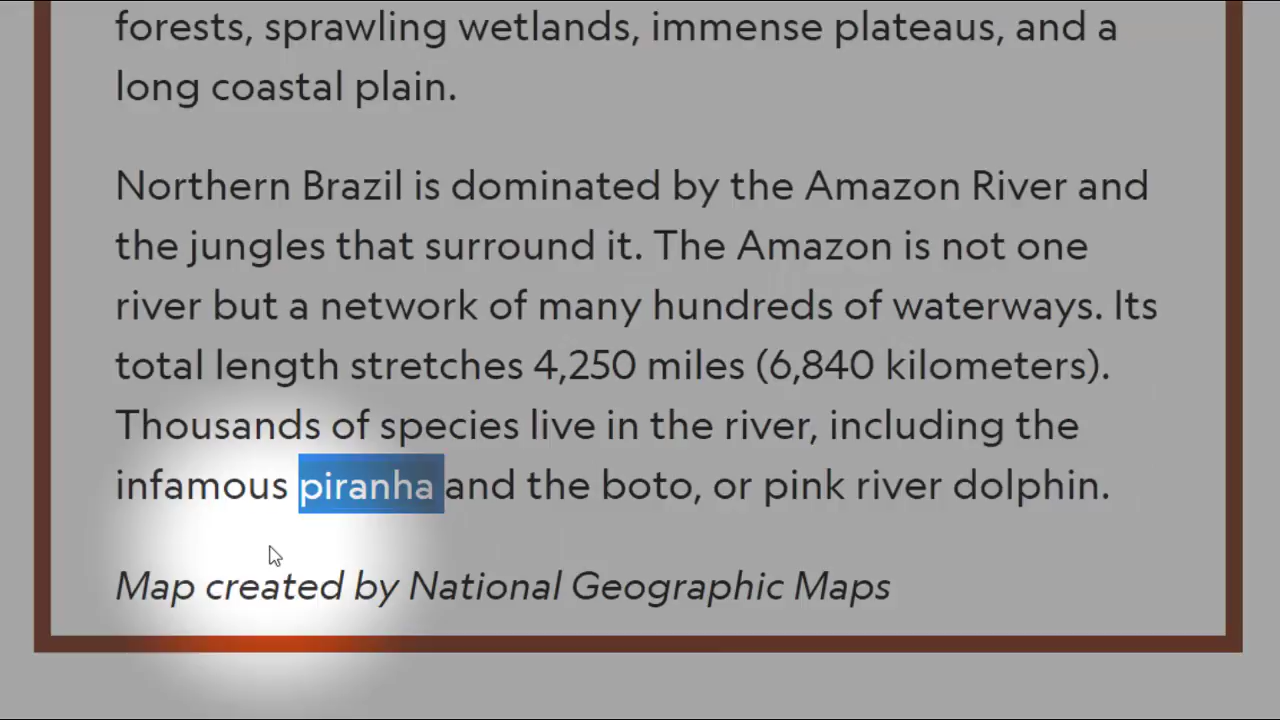 forests, sprawling wetlands, immense plateaus, and a
long coastal plain.
Northern Brazil is dominated by the Amazon River and
the jungles that surround it. The Amazon is not one
river but a network of many hundreds of waterways. Its
total length stretches 4,250 miles (6,840 kilometers).
Thousands of species live in the river, including the
infamous piranha and the boto, or pink river dolphin.
Map created by National Geographic Maps